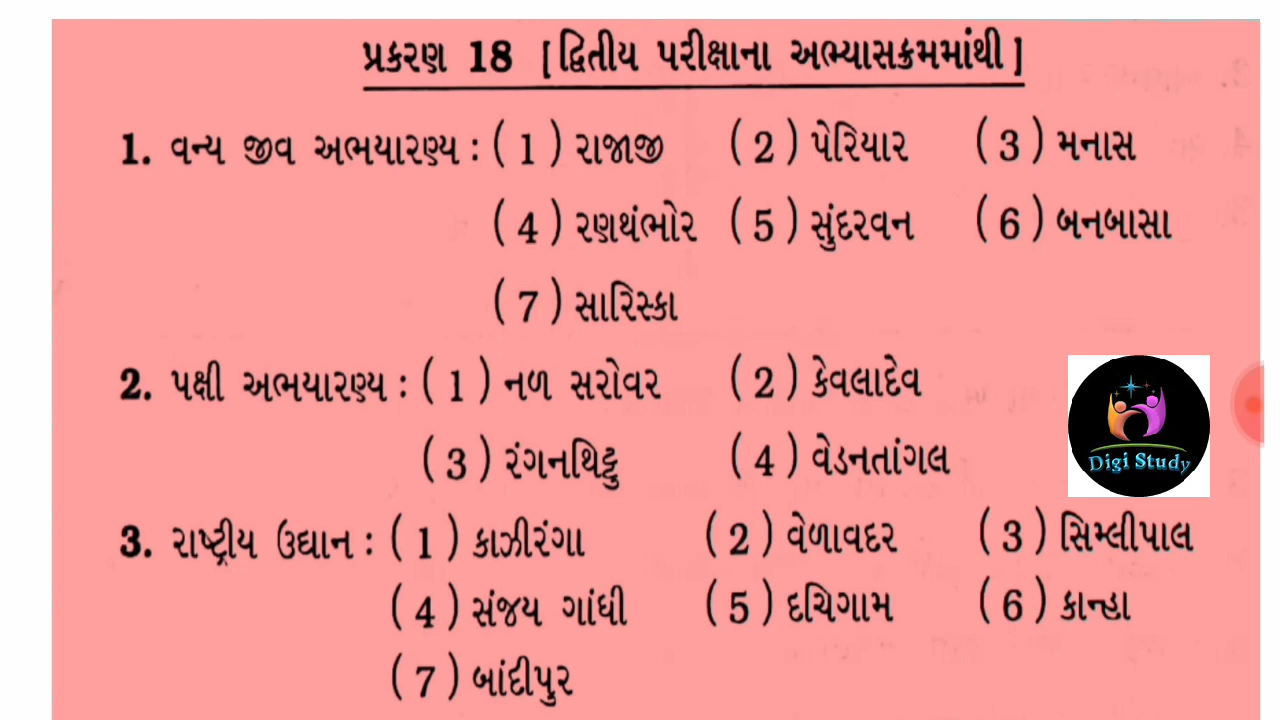 પ્રકરણ 18 [દ્વિતીય પરીક્ષાના અભ્યાસક્રમમાંથી]
1. વન્ય જીવ અભયારણ્ય : (1) રાજાજી (2) પેરિયાર (3) મનાસ
(4) રણથંભોર (5) સુંદરવન (6) બનબાસા
(7) સારિસ્કા
2. પક્ષી અભયારણ્ય : (1) નળ સરોવર (2) કેવલાદેવ
(3) રંગનથિટ્ટુ (4) વેડનતાંગલ
Digi Study
3. રાષ્ટ્રીય ઉદ્યાન : (1) કાઝીરંગા (2) વેળાવદર (3) સિમ્લીપાલ
(4) સંજય ગાંધી (5) દચિગામ (6) કાન્હા
(7) બાંદીપુર